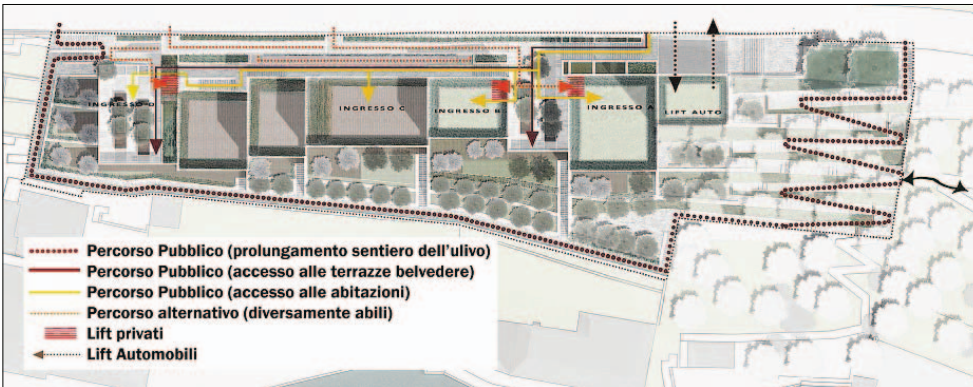 INGRESSO D
INGRESSO C
INGRESSO B
INGRESSO A
LIFT AUTO
Percorso Pubblico (prolungamento sentiero dell'ulivo)
Percorso Pubblico (accesso alle terrazze belvedere)
Percorso Pubblico (accesso alle abitazioni)
Percorso alternativo (diversamente abili)
Lift privati
Lift Automobili